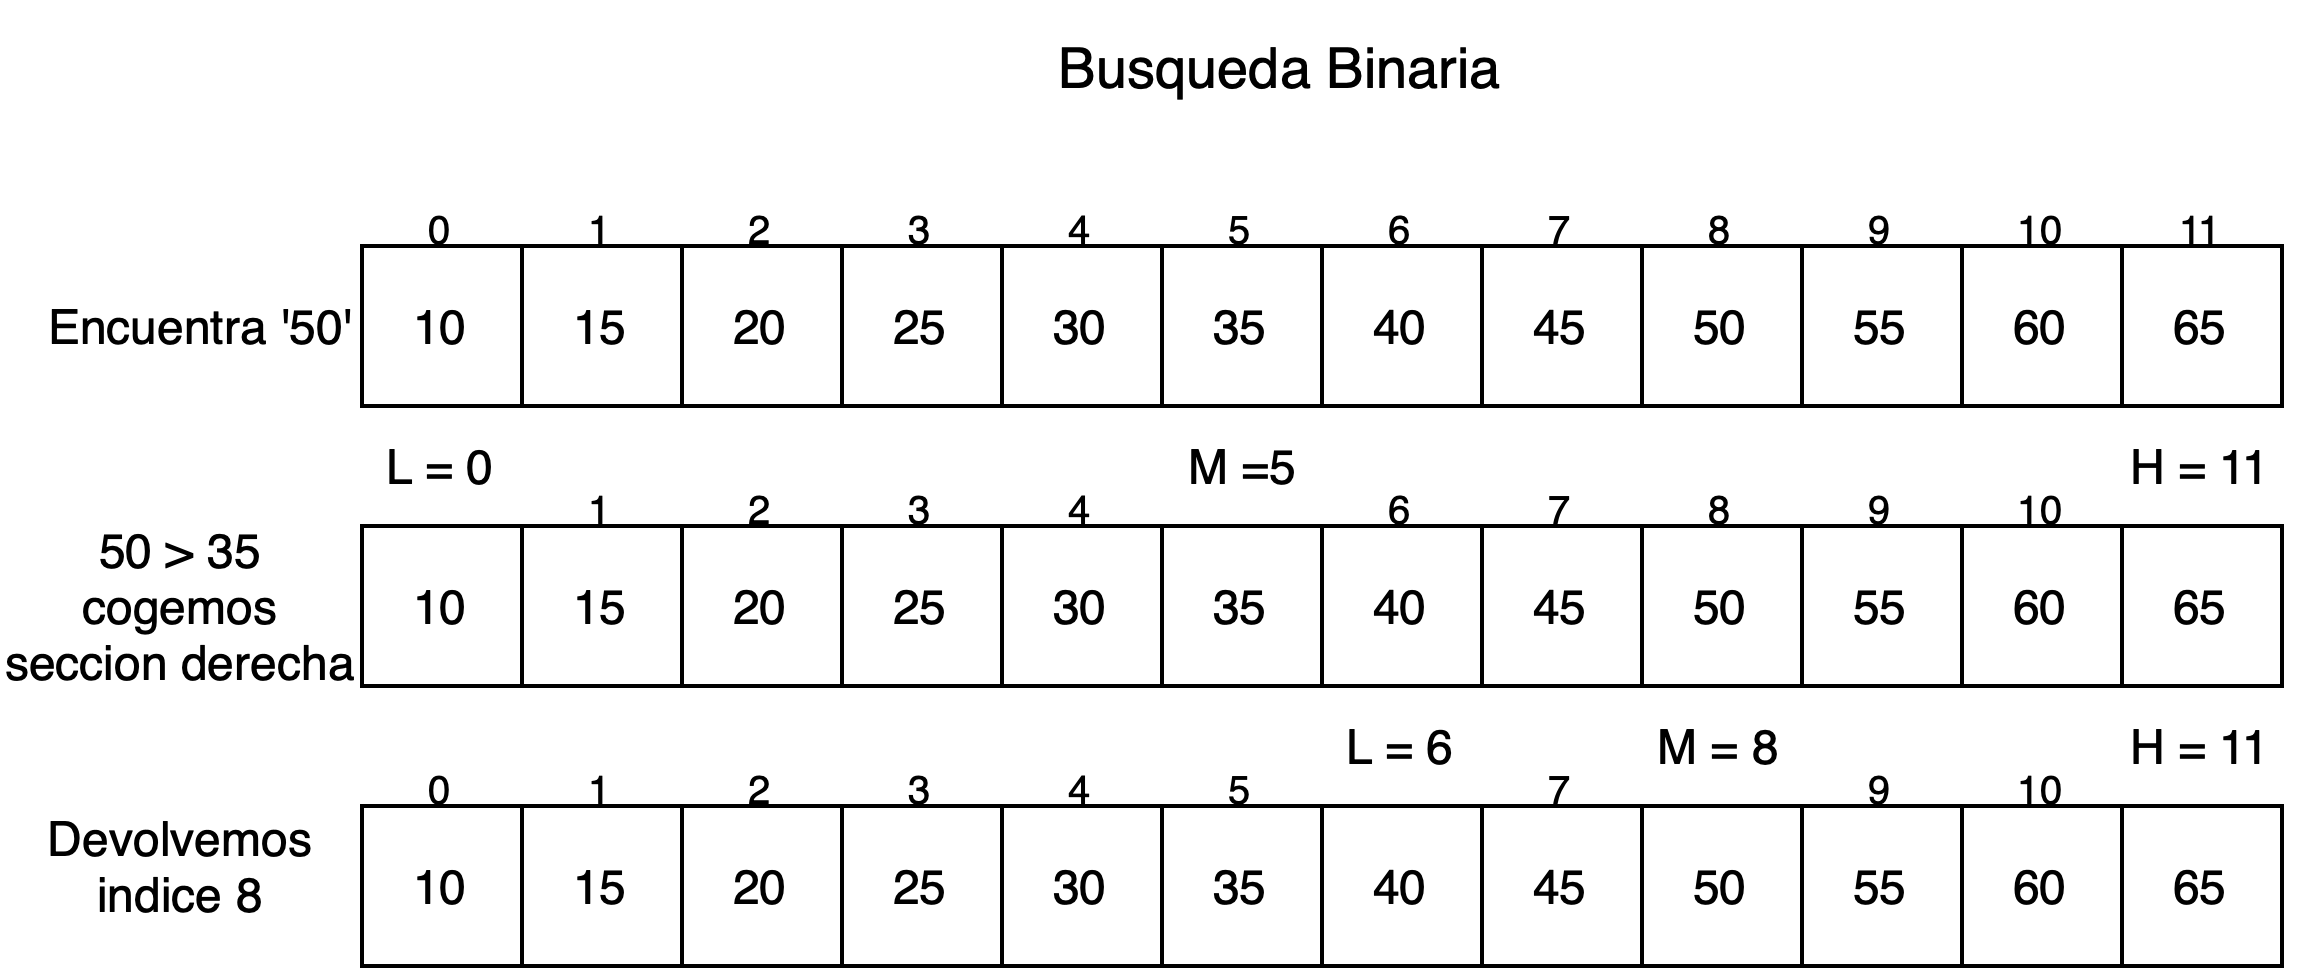 Busqueda Binaria
0 1 2 3 4 5 6 7 8 9 10 11
Encuentra '50' 10 15 20 25 30 35 40 45 50 55 60 65
L = 0 M =5 H = 11
1 2 3 4 6 7 8 9 10
50 > 35
cogemos
seccion derecha
10 15 20 25 30 35 40 45 50 55 60 65
L = 6 M = 8 H = 11
0 1 2 3 4 5 7 9 10
Devolvemos
indice 8
10 15 20 25 30 35 40 45 50 55 60 65